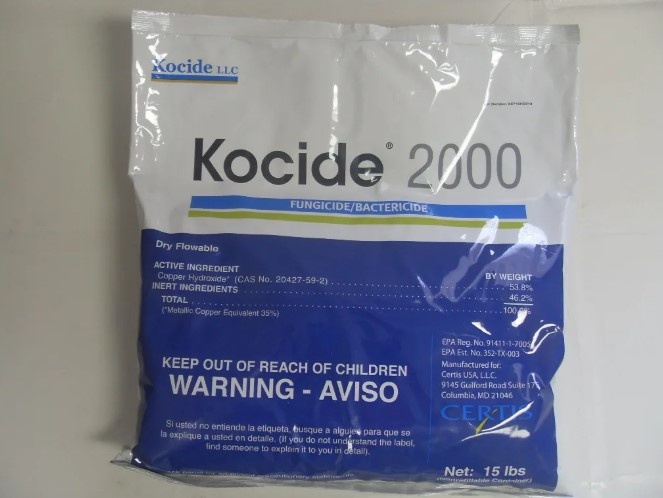 Kocide LLC
Kocide® 2000
FUNGICIDE/BACTERICIDE
Dry Flowable
ACTIVE INGREDIENT BY WEIGHT
Copper Hydroxide* (CAS No. 20427-59-2) 53.8%
INERT INGREDIENTS 46.2%
TOTAL
(*Metallic Copper Equivalent 35%)
EPA Reg. No. 91411-1-70051
EPA Est. No. 352-TX-003
Manufactured for:
Certis USA, L.L.C.
9145 Guilford Road Suite 175
Columbia, MD 21046
CERTIS
KEEP OUT OF REACH OF CHILDREN
WARNING - AVISO
Si usted no entiende la etiqueta, busque a alguien para que se
la explique a usted en detalle. (If you do not understand the label,
find someone to explain it to you in detail).
Net: 15 lbs